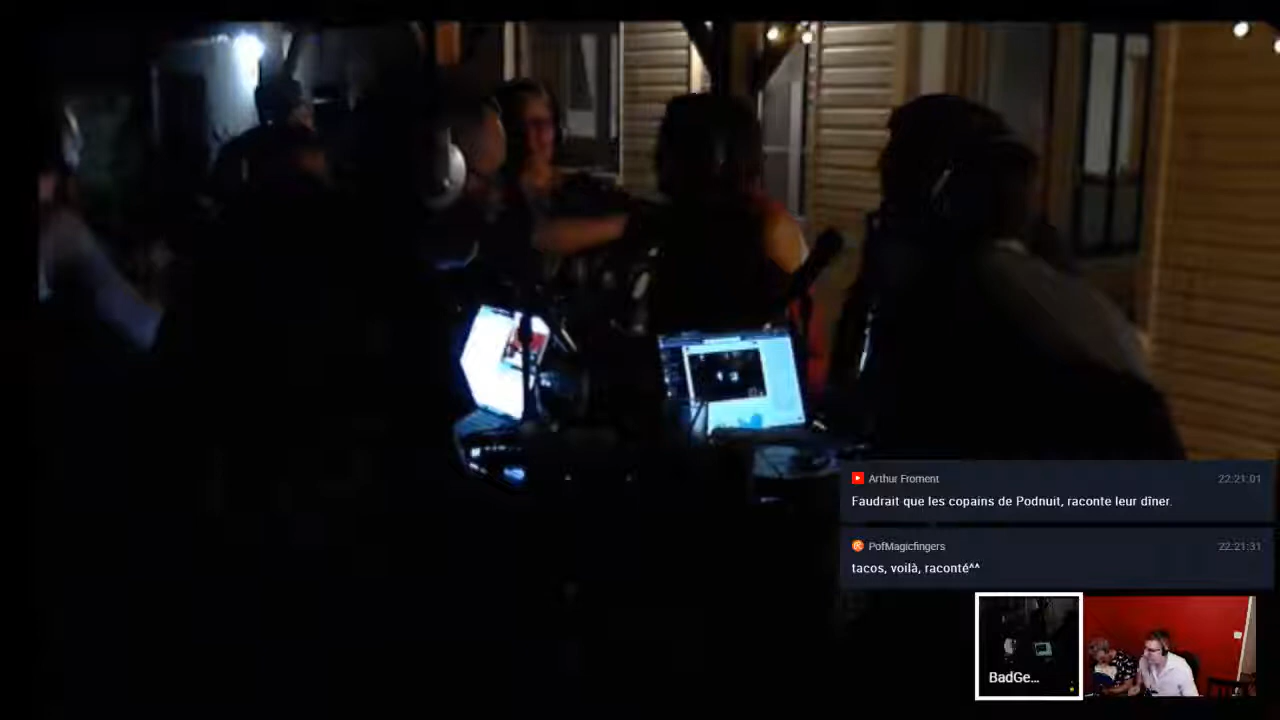 Arthur Froment 22:21:01
Faudrait que les copains de Podnuit, raconte leur dîner.
PofMagicfingers 22:21:31
tacos, voilà, raconté^^
BadGe...